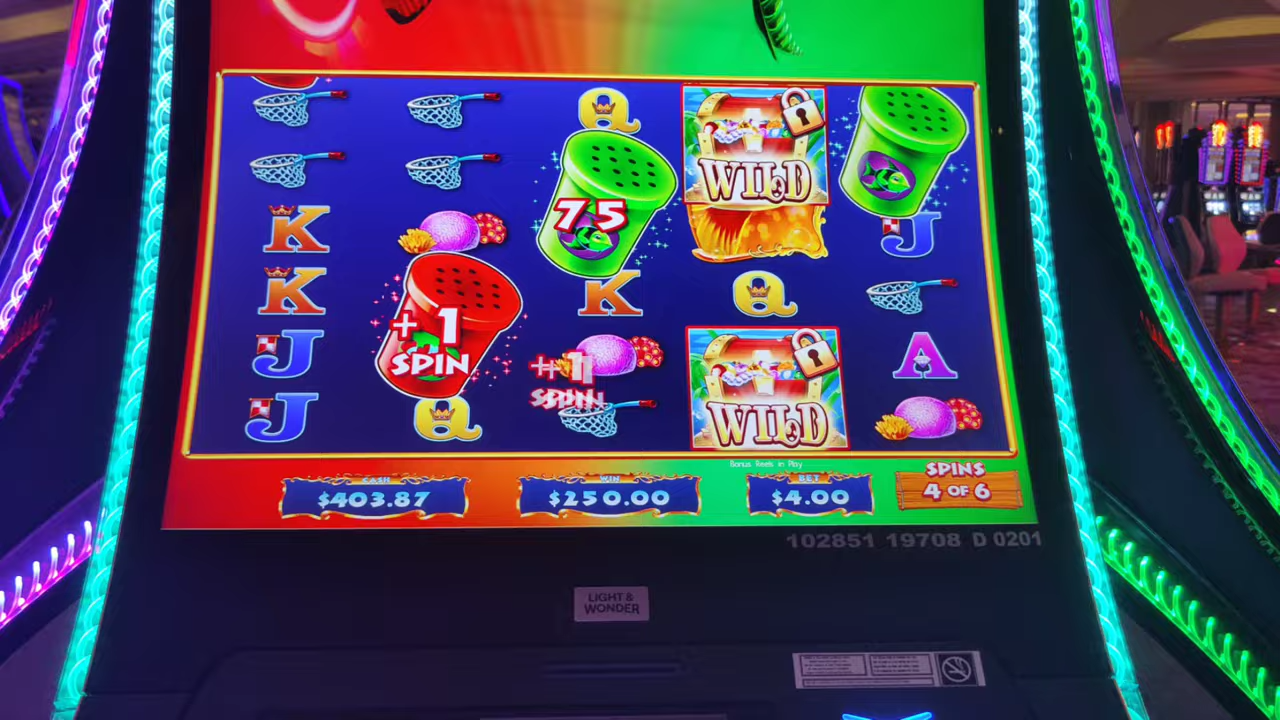 Q
WILD
75
K
J
K
K
Q
+1
SPIN
J
A
+1
SPIN
WILD
J
Q
Bonus Reels in Play
CASH
$403.87
WIN
$250.00
BET
$4.00
SPINS
4 OF 6
102851 19708 D 0201
LIGHT &
WONDER